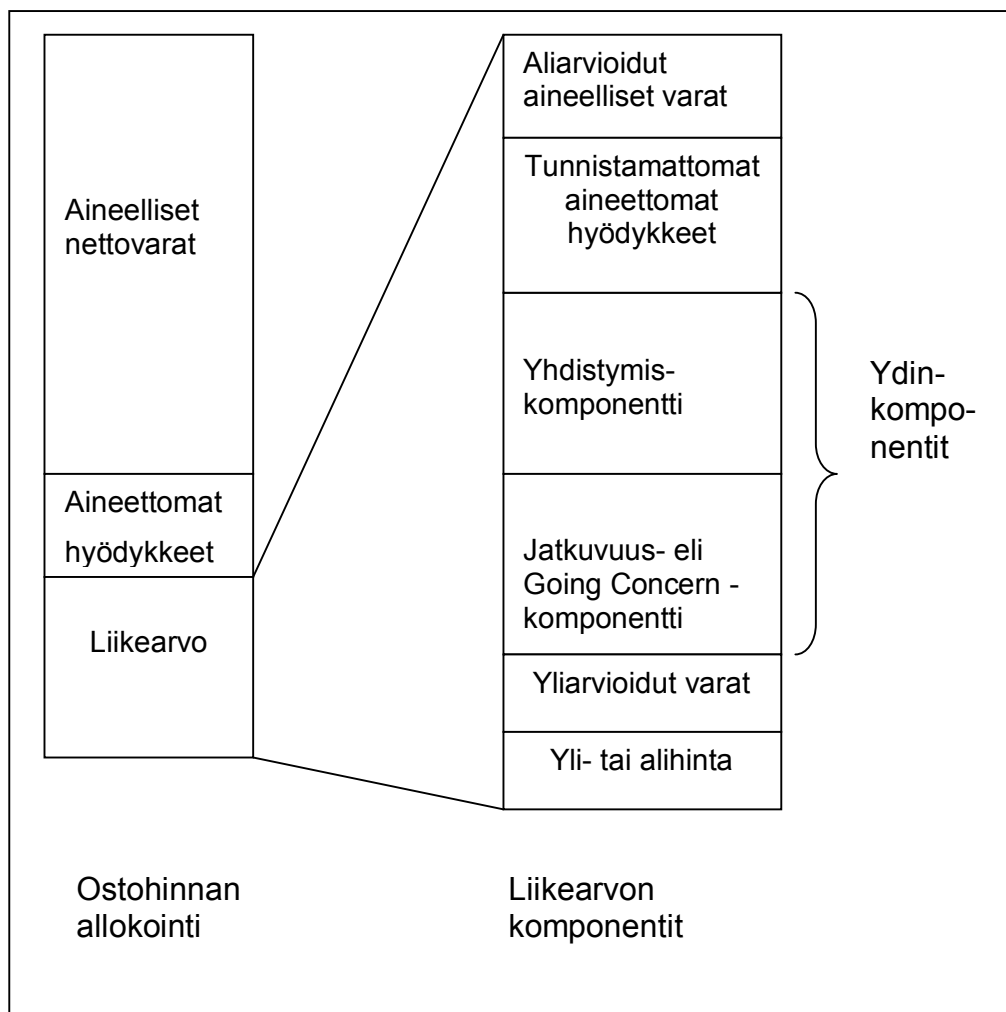 Aineelliset
nettovarat
Aineettomat
hyödykkeet
Liikearvo
Ostohinnan
allokointi
Aliarvioidut
aineelliset varat
Tunnistamattomat
aineettomat
hyödykkeet
Yhdistymis-
komponentti
Jatkuvuus- eli
Going Concern -
komponentti
Yliarvioidut varat
Yli- tai alihinta
Liikearvon
komponentit
Ydin-
kompo-
nentit